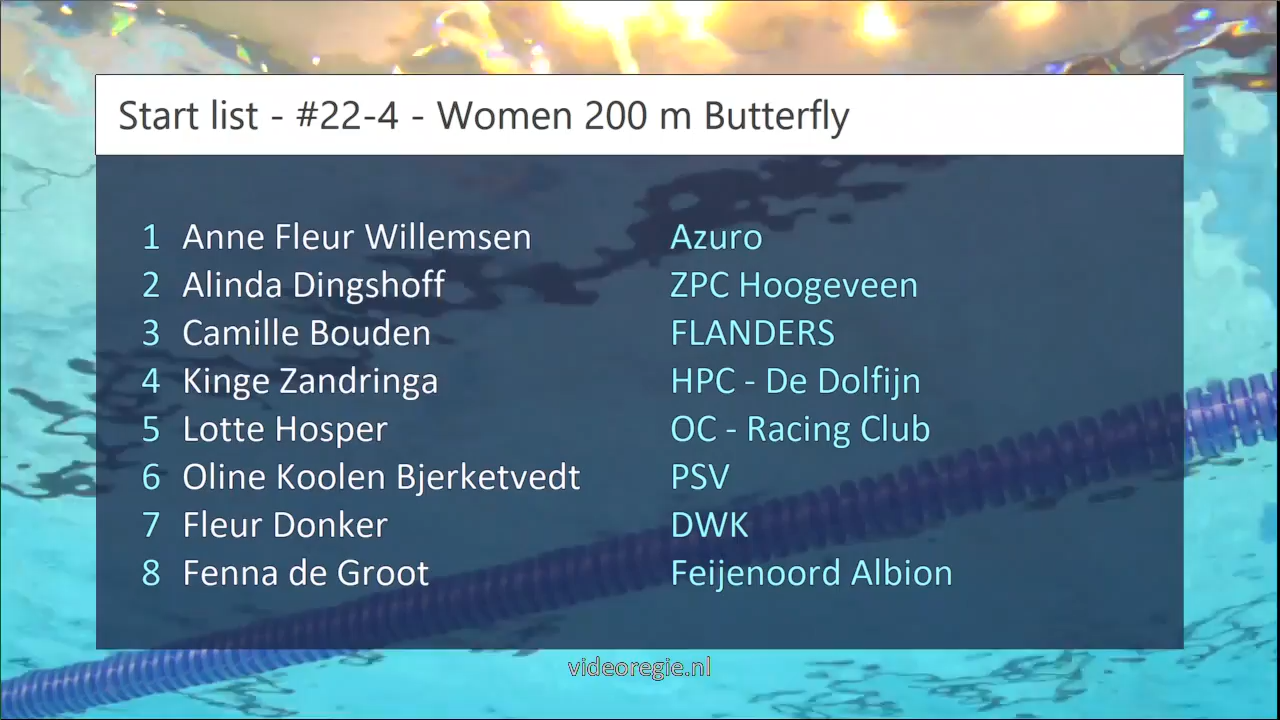 Start list - #22-4 - Women 200 m Butterfly
1 Anne Fleur Willemsen Azuro
2 Alinda Dingshoff ZPC Hoogeveen
3 Camille Bouden FLANDERS
4 Kinge Zandringa HPC - De Dolfijn
5 Lotte Hosper OC - Racing Club
6 Oline Koolen Bjerketvedt PSV
7 Fleur Donker DWK
8 Fenna de Groot Feijenoord Albion
videoregie.nl